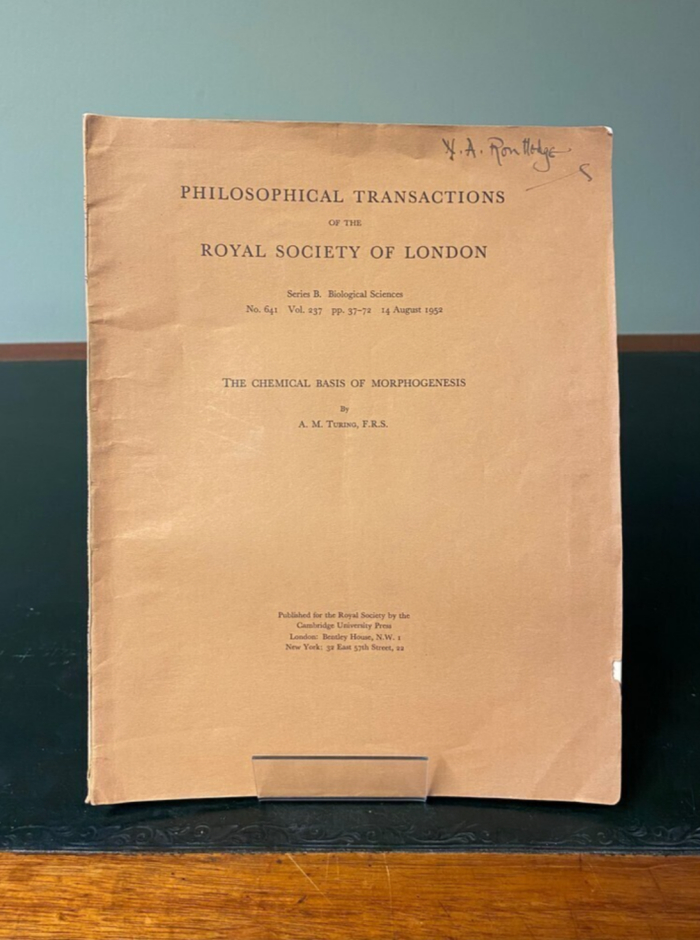 N. A. Routledge
PHILOSOPHICAL TRANSACTIONS
OF THE
ROYAL SOCIETY OF LONDON
Series B. Biological Sciences
No. 641 Vol. 237 pp. 37–72 14 August 1952
THE CHEMICAL BASIS OF MORPHOGENESIS
By
A. M. TURING, F.R.S.
Published for the Royal Society by the
Cambridge University Press
London: Bentley House, N.W. 1
New York: 32 East 57th Street, 22